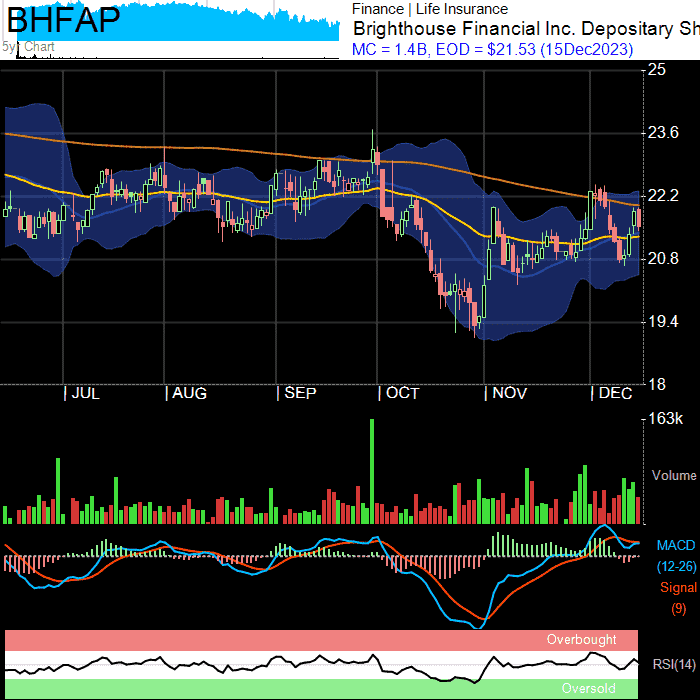 BHFAP
5yr Chart
Finance | Life Insurance
Brighthouse Financial Inc. Depositary Sh
MC = 1.4B, EOD = $21.53 (15Dec2023)
25
23.6
22.2
20.8
19.4
18
| JUL | AUG | SEP | OCT | NOV | DEC
163k
Volume
MACD
(12-26)
Signal
(9)
Overbought
RSI(14)
Oversold